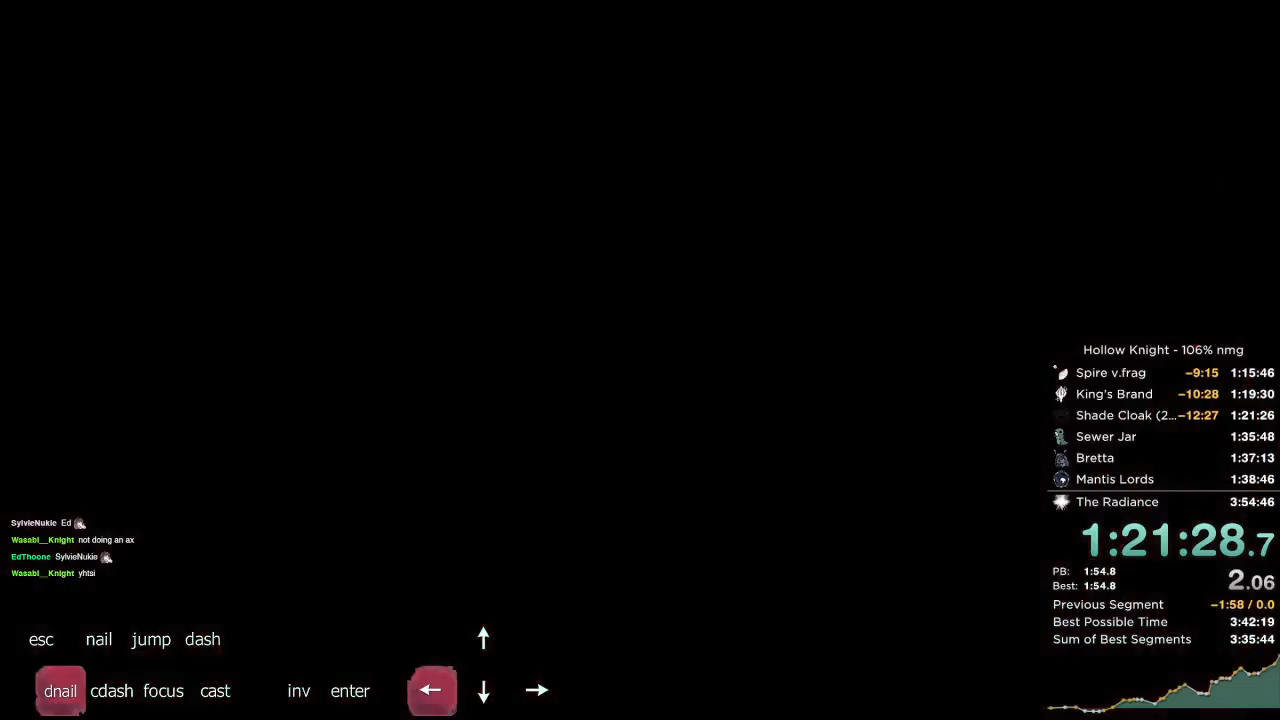 Hollow Knight - 106% nmg
Spire v.frag −9:15 1:15:46
King's Brand −10:28 1:19:30
Shade Cloak (2... −12:27 1:21:26
Sewer Jar 1:35:48
Bretta 1:37:13
Mantis Lords 1:38:46
The Radiance 3:54:46
1:21:28.7
PB: 1:54.8
Best: 1:54.8
2.06
Previous Segment −1:58 / 0.0
Best Possible Time 3:42:19
Sum of Best Segments 3:35:44
SylvieNukie Ed
Wasabi__Knight not doing an ax
EdThoone SylvieNukie
Wasabi__Knight yhtsi
esc nail jump dash ↑
dnail cdash focus cast inv enter ← ↓ →